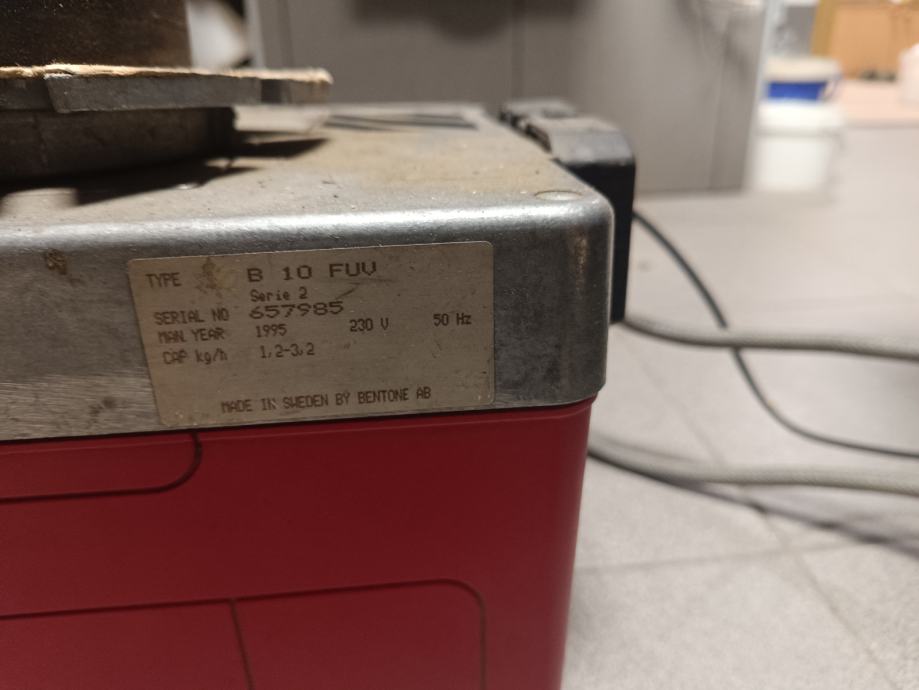 TYPE B 10 FUV
Serie 2
SERIAL NO 657985
MAN.YEAR 1995 230 V 50 Hz
CAP kg/h 1,2-3,2
MADE IN SWEDEN BY BENTONE AB